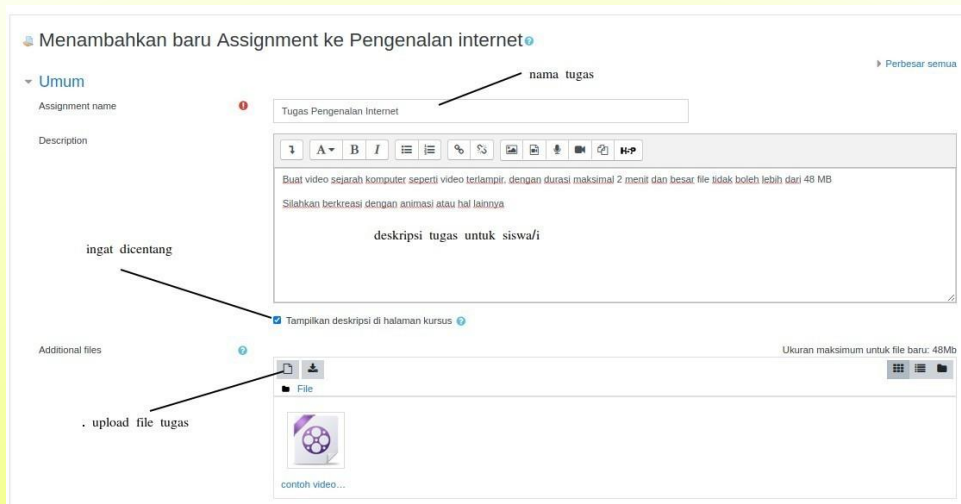 Menambahkan baru Assignment ke Pengenalan internet
Perbesar semua
Umum
nama tugas
Assignment name
Tugas Pengenalan Internet
Description
A B I H-P
Buat video sejarah komputer seperti video terlampir, dengan durasi maksimal 2 menit dan besar file tidak boleh lebih dari 48 MB
Silahkan berkreasi dengan animasi atau hal lainnya
deskripsi tugas untuk siswa/i
ingat dicentang
Tampilkan deskripsi di halaman kursus
Additional files
Ukuran maksimum untuk file baru: 48Mb
File
. upload file tugas
contoh video...